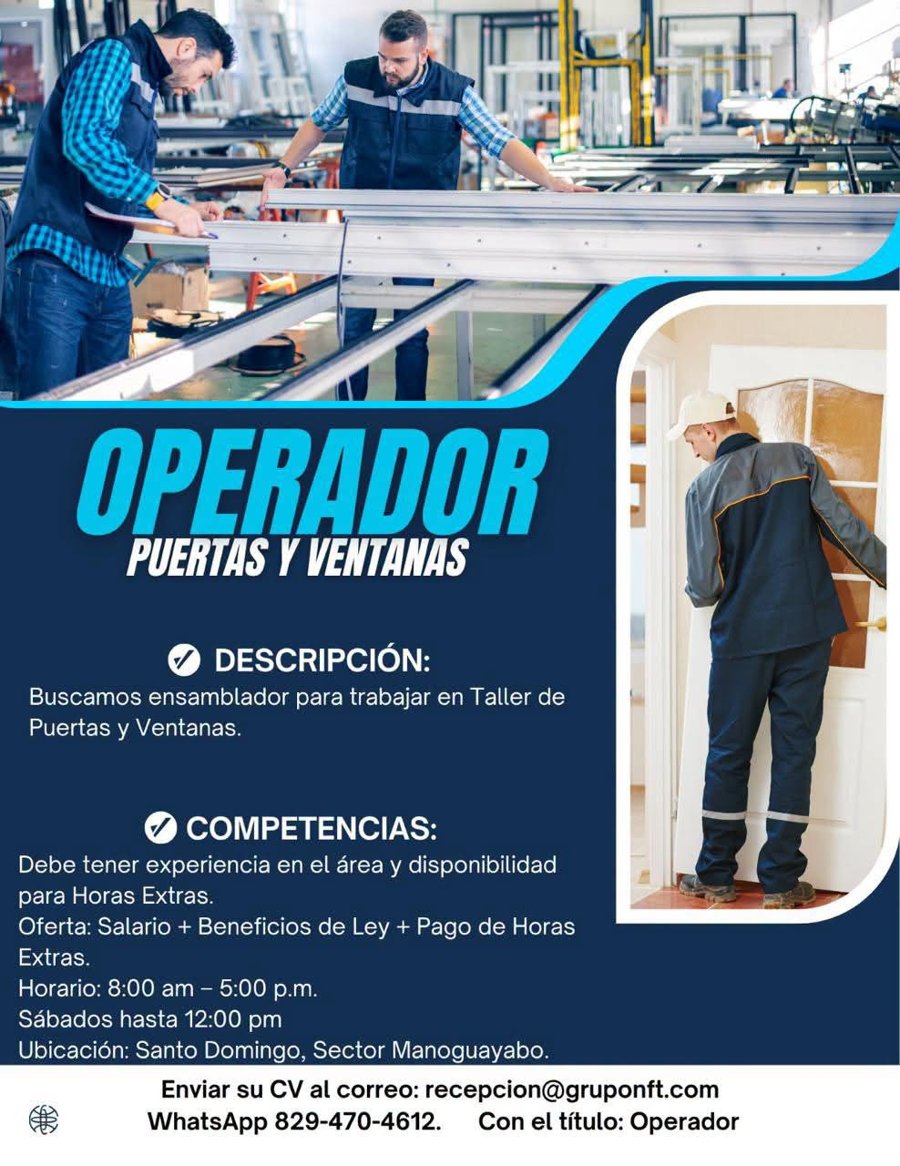 OPERADOR
PUERTAS Y VENTANAS
DESCRIPCIÓN:
Buscamos ensamblador para trabajar en Taller de
Puertas y Ventanas.
COMPETENCIAS:
Debe tener experiencia en el área y disponibilidad
para Horas Extras.
Oferta: Salario + Beneficios de Ley + Pago de Horas
Extras.
Horario: 8:00 am – 5:00 p.m.
Sábados hasta 12:00 pm
Ubicación: Santo Domingo, Sector Manoguayabo.
Enviar su CV al correo: recepcion@gruponft.com
WhatsApp 829-470-4612. Con el título: Operador